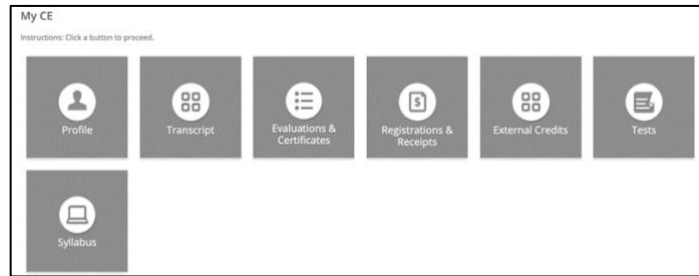 My CE
Instructions: Click a button to proceed.
Profile
Transcript
Evaluations &
Certificates
Registrations &
Receipts
External Credits
Tests
Syllabus